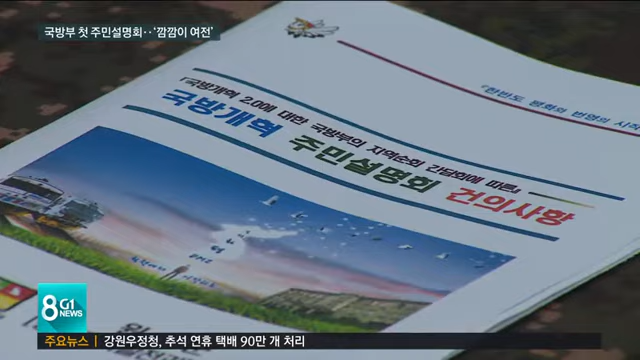 국방부 첫 주민설명회‥'깜깜이 여전'
『한반도 평화와 번영의 시작
『국방개혁 2.0에 대한 국방부의 지역순회 간담회에 따른』
국방개혁 주민설명회 건의사항
8 G1 NEWS
주요뉴스 강원우정청, 추석 연휴 택배 90만 개 처리